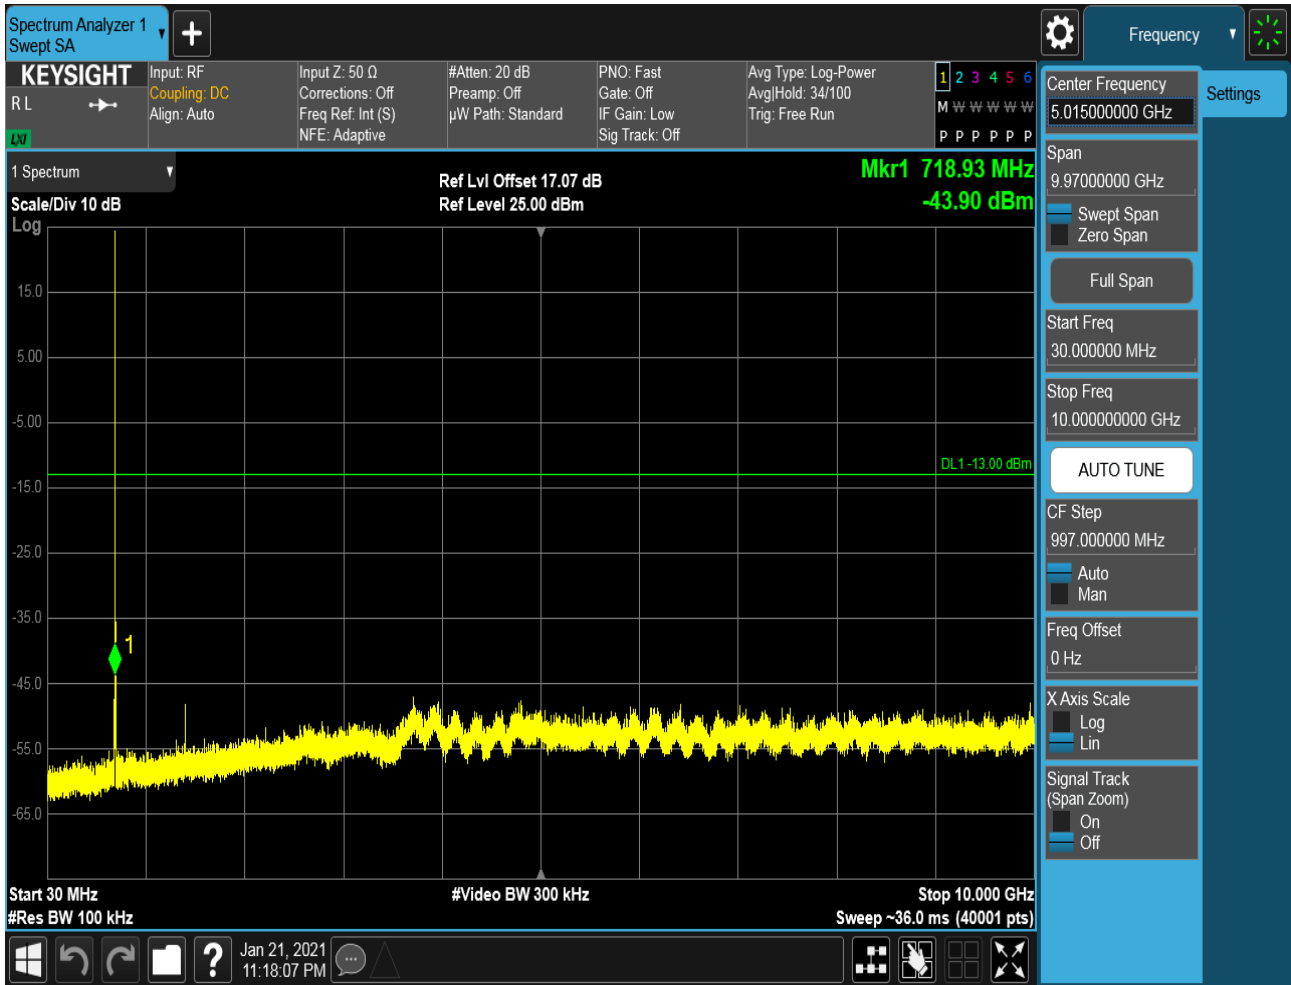 Spectrum Analyzer 1
Swept SA
Frequency
KEYSIGHT
R L
LXI
Input: RF
Coupling: DC
Align: Auto
Input Z: 50 Ω
Corrections: Off
Freq Ref: Int (S)
NFE: Adaptive
#Atten: 20 dB
Preamp: Off
µW Path: Standard
PNO: Fast
Gate: Off
IF Gain: Low
Sig Track: Off
Avg Type: Log-Power
Avg|Hold: 34/100
Trig: Free Run
1 2 3 4 5 6
M W W W W W
P P P P P P
1 Spectrum
Scale/Div 10 dB
Log
Ref Lvl Offset 17.07 dB
Ref Level 25.00 dBm
Mkr1 718.93 MHz
-43.90 dBm
15.0
5.00
-5.00
DL1 -13.00 dBm
-15.0
-25.0
-35.0
1
-45.0
-55.0
-65.0
Start 30 MHz
#Video BW 300 kHz
Stop 10.000 GHz
#Res BW 100 kHz
Sweep ~36.0 ms (40001 pts)
Jan 21, 2021
11:18:07 PM
?
Settings
Center Frequency
5.015000000 GHz
Span
9.97000000 GHz
Swept Span
Zero Span
Full Span
Start Freq
30.000000 MHz
Stop Freq
10.000000000 GHz
AUTO TUNE
CF Step
997.000000 MHz
Auto
Man
Freq Offset
0 Hz
X Axis Scale
Log
Lin
Signal Track
(Span Zoom)
On
Off